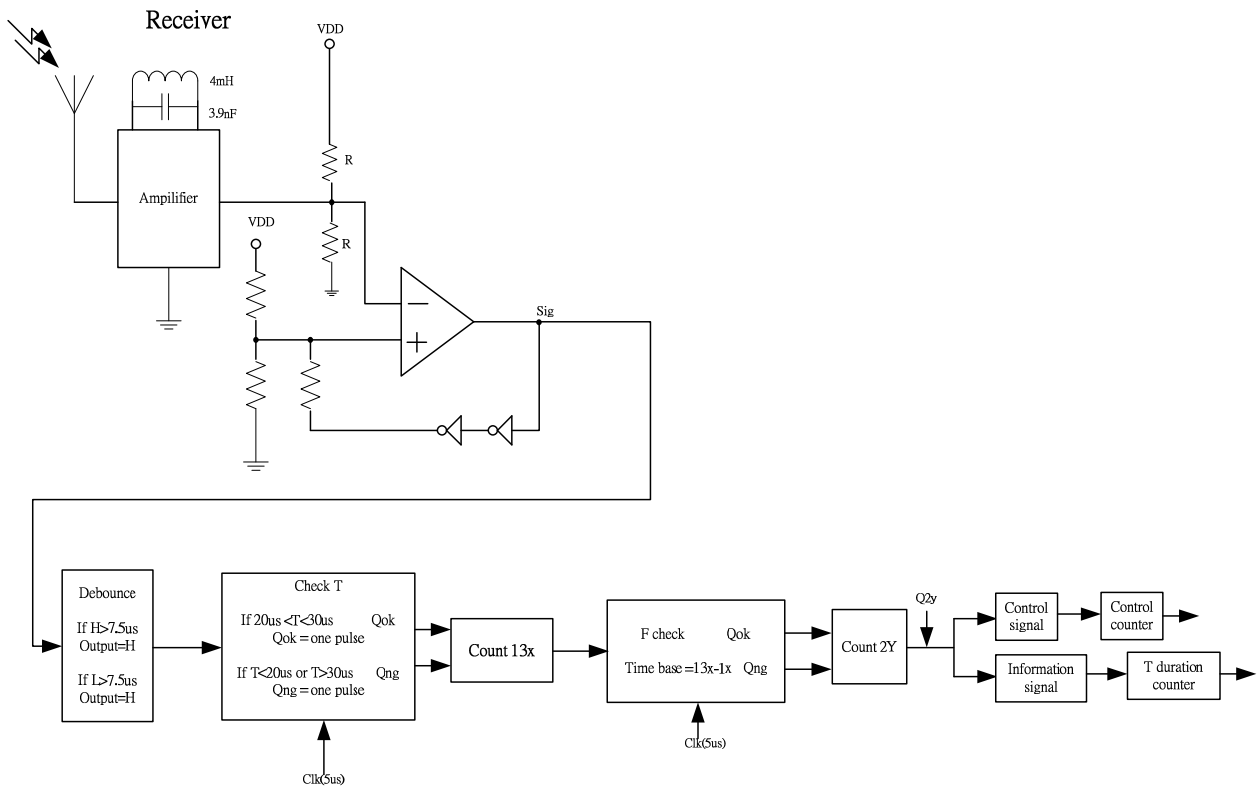 Receiver
VDD
4mH
3.9nF
R
Ampilifier
VDD
R
Sig
Debounce
If H>7.5us
Output=H
If L>7.5us
Output=H
Check T
If 20us <T<30us Qok
Qok = one pulse
If T<20us or T>30us Qng
Qng = one pulse
Clk(5us)
Count 13x
F check Qok
Time base =13x-1x Qng
Clk(5us)
Count 2Y
Q2y
Control
signal
Control
counter
Information
signal
T duration
counter